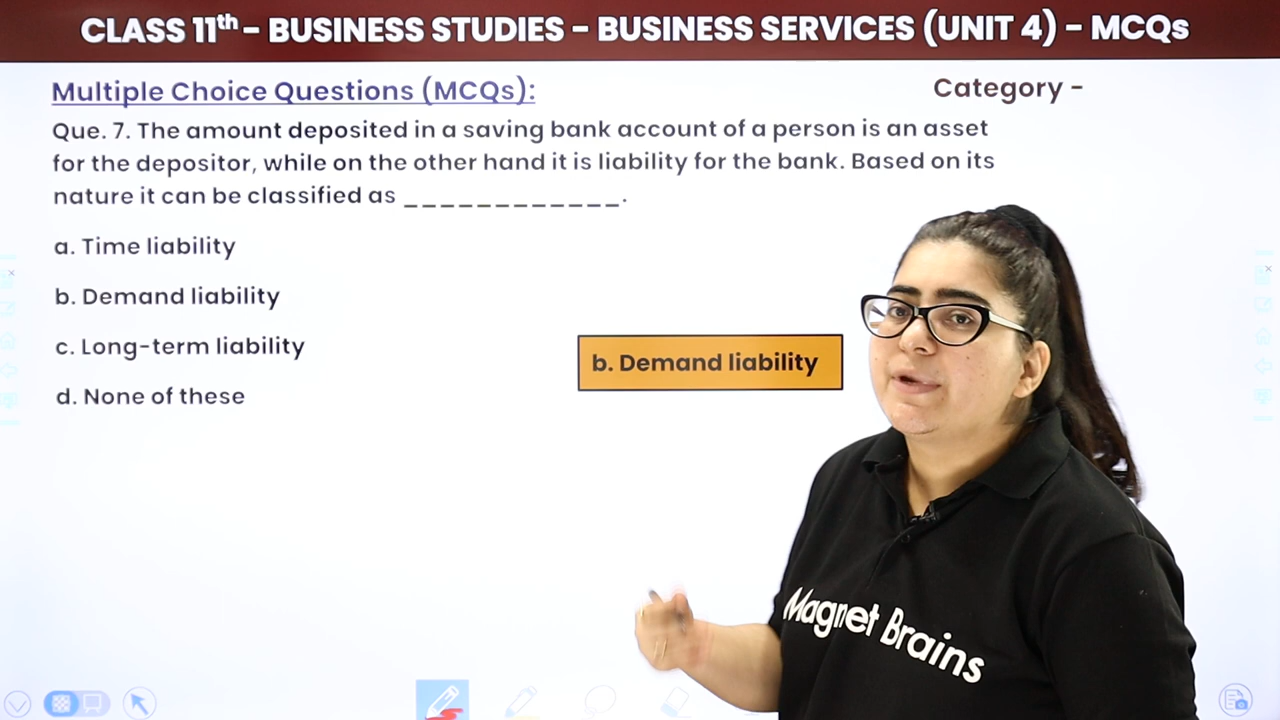 CLASS 11th – BUSINESS STUDIES – BUSINESS SERVICES (UNIT 4) – MCQs
Multiple Choice Questions (MCQs):
Category -
Que. 7. The amount deposited in a saving bank account of a person is an asset
for the depositor, while on the other hand it is liability for the bank. Based on its
nature it can be classified as _ _ _ _ _ _ _ _ _ _ _ _.
a. Time liability
b. Demand liability
c. Long-term liability
d. None of these
b. Demand liability
Magnet Brains